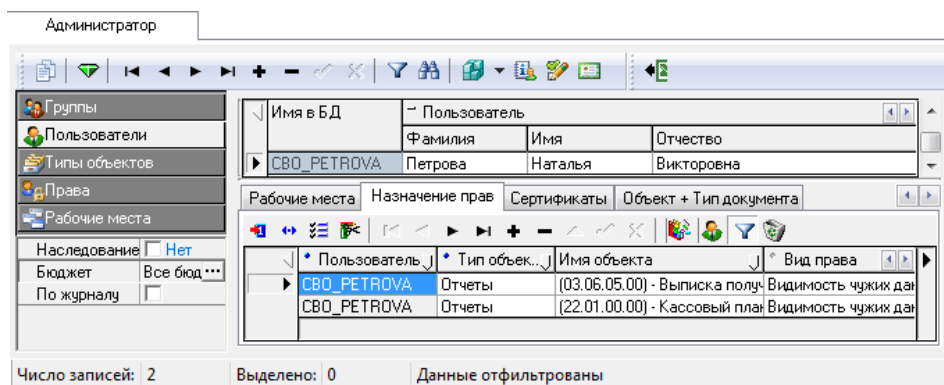 Администратор
Группы
Пользователи
Типы объектов
Права
Рабочие места
Наследование Нет
Бюджет Все бюд
По журналу
Имя в БД Пользователь
Фамилия Имя Отчество
CBO_PETROVA Петрова Наталья Викторовна
Рабочие места Назначение прав Сертификаты Объект + Тип документа
Пользователь Тип объек... Имя объекта Вид права
CBO_PETROVA Отчеты (03.06.05.00) - Выписка получ Видимость чужих дан
CBO_PETROVA Отчеты (22.01.00.00) - Кассовый план Видимость чужих дан
Число записей: 2 Выделено: 0 Данные отфильтрованы